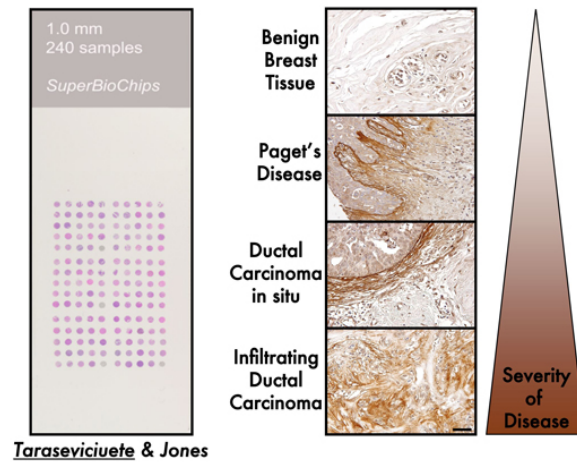 1.0 mm
240 samples
SuperBioChips
Taraseviciuete & Jones
Benign
Breast
Tissue
Paget's
Disease
Ductal
Carcinoma
in situ
Infiltrating
Ductal
Carcinoma
Severity
of
Disease